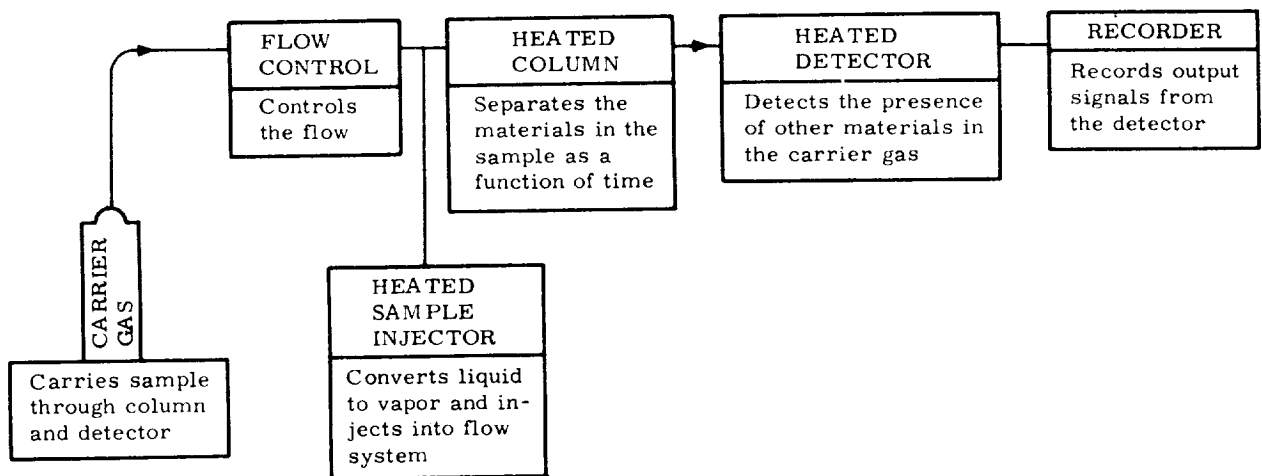 FLOW
CONTROL
Controls
the flow
HEATED
COLUMN
Separates the
materials in the
sample as a
function of time
HEATED
DETECTOR
Detects the presence
of other materials in
the carrier gas
RECORDER
Records output
signals from
the detector
CARRIER
GAS
Carries sample
through column
and detector
HEATED
SAMPLE
INJECTOR
Converts liquid
to vapor and in-
jects into flow
system